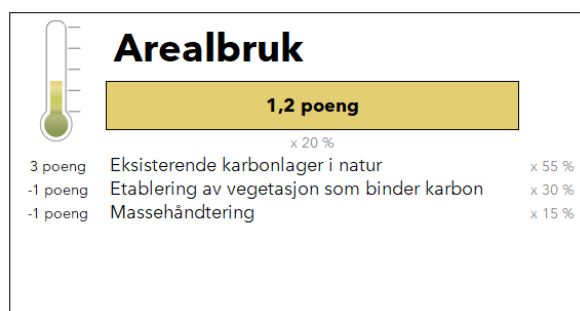 Arealbruk
1,2 poeng
x 20 %
3 poeng Eksisterende karbonlager i natur x 55 %
-1 poeng Etablering av vegetasjon som binder karbon x 30 %
-1 poeng Massehåndtering x 15 %